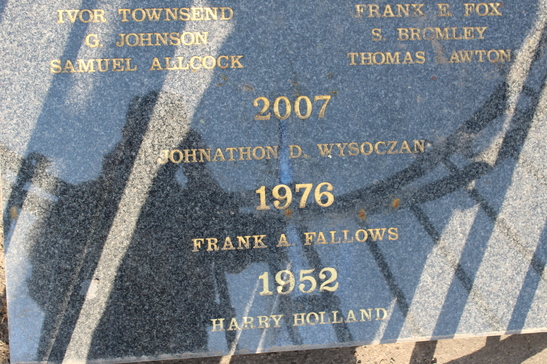 IVOR TOWNSEND
G. JOHNSON
SAMUEL ALLCOCK
FRANK E. FOX
S. BROMLEY
THOMAS LAWTON
2007
JOHNATHON D. WYSOCZAN
1976
FRANK A FALLOWS
1952
HARRY HOLLAND